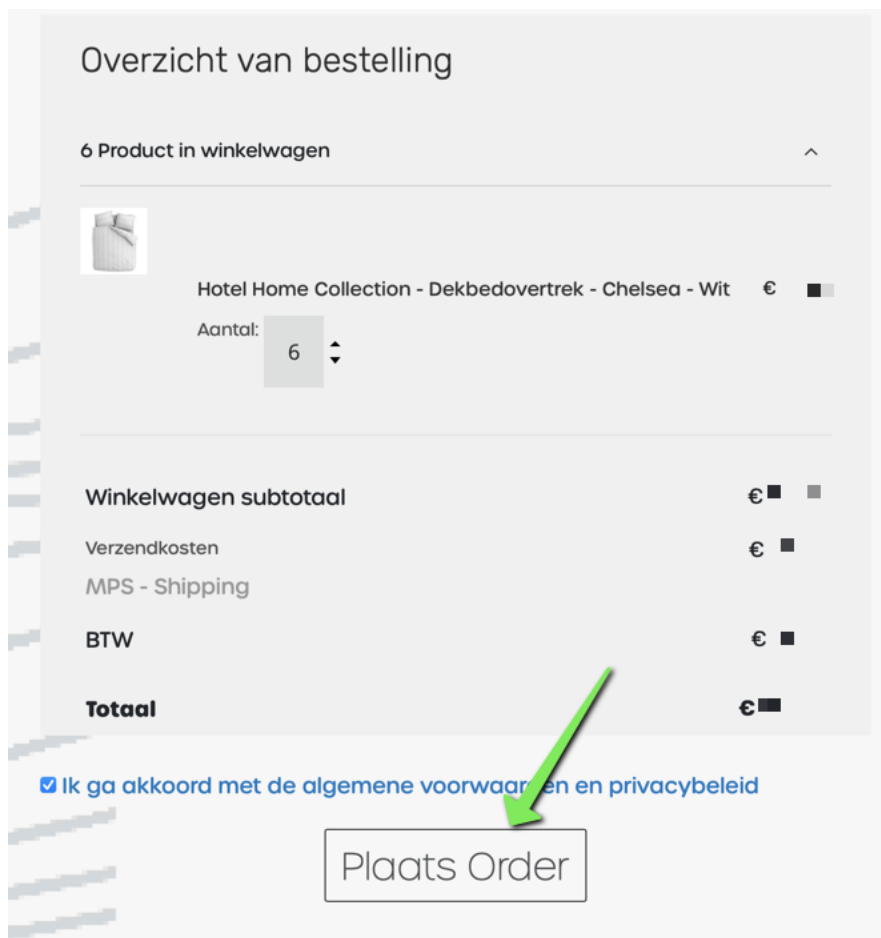 Overzicht van bestelling
6 Product in winkelwagen
Hotel Home Collection - Dekbedovertrek - Chelsea - Wit €
Aantal: 6
Winkelwagen subtotaal €
Verzendkosten €
MPS - Shipping
BTW €
Totaal €
Ik ga akkoord met de algemene voorwaarden en privacybeleid
Plaats Order